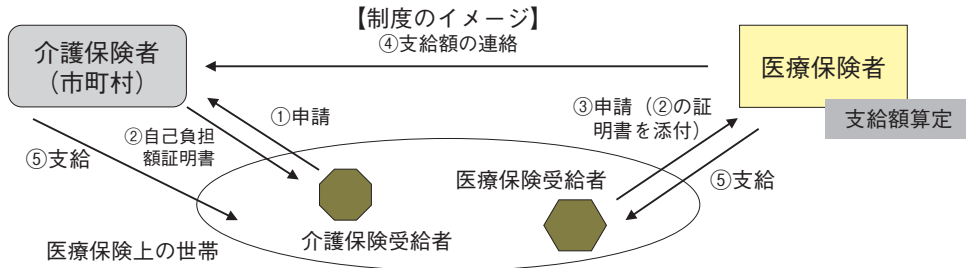 【制度のイメージ】
④支給額の連絡
介護保険者
（市町村）
医療保険者
支給額算定
①申請
②自己負担
額証明書
③申請（②の証
明書を添付）
⑤支給
医療保険受給者
⑤支給
介護保険受給者
医療保険上の世帯